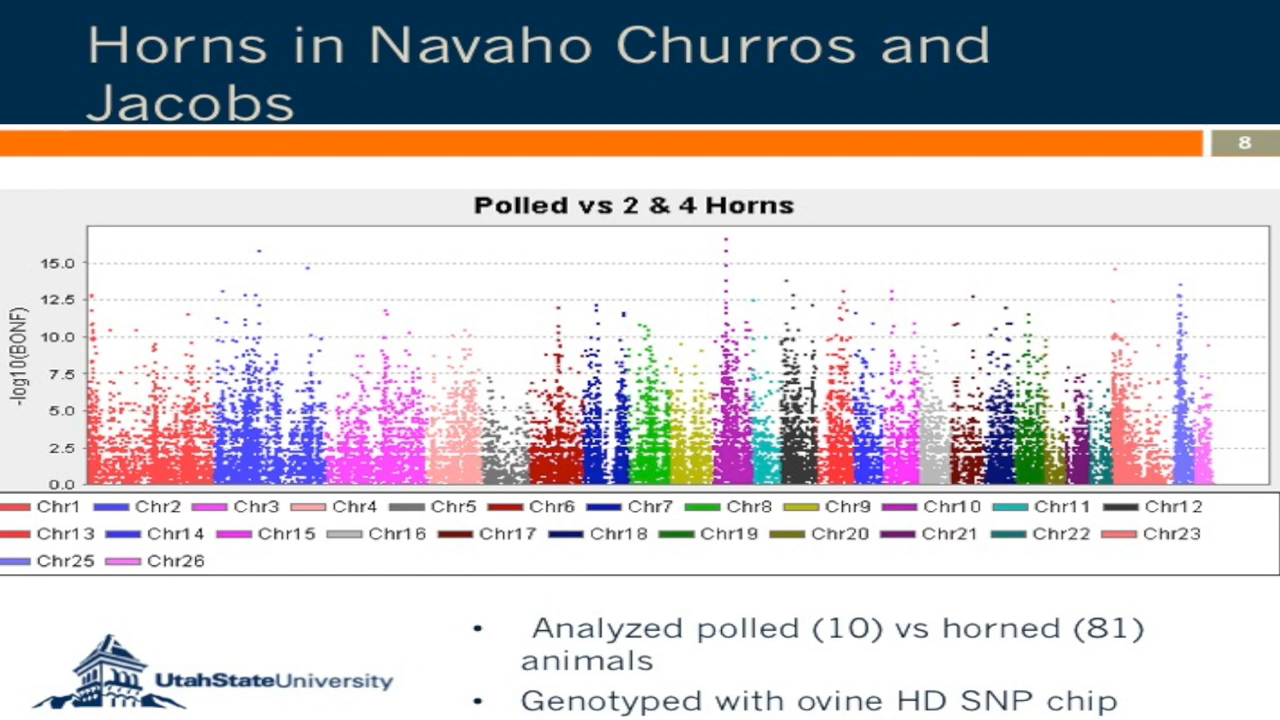 Horns in Navaho Churros and
Jacobs
8
Polled vs 2 & 4 Horns
-log10(BONF)
15.0
12.5
10.0
7.5
5.0
2.5
0.0
Chr1 Chr2 Chr3 Chr4 Chr5 Chr6 Chr7 Chr8 Chr9 Chr10 Chr11 Chr12
Chr13 Chr14 Chr15 Chr16 Chr17 Chr18 Chr19 Chr20 Chr21 Chr22 Chr23
Chr25 Chr26
• Analyzed polled (10) vs horned (81)
animals
UtahStateUniversity
• Genotyped with ovine HD SNP chip